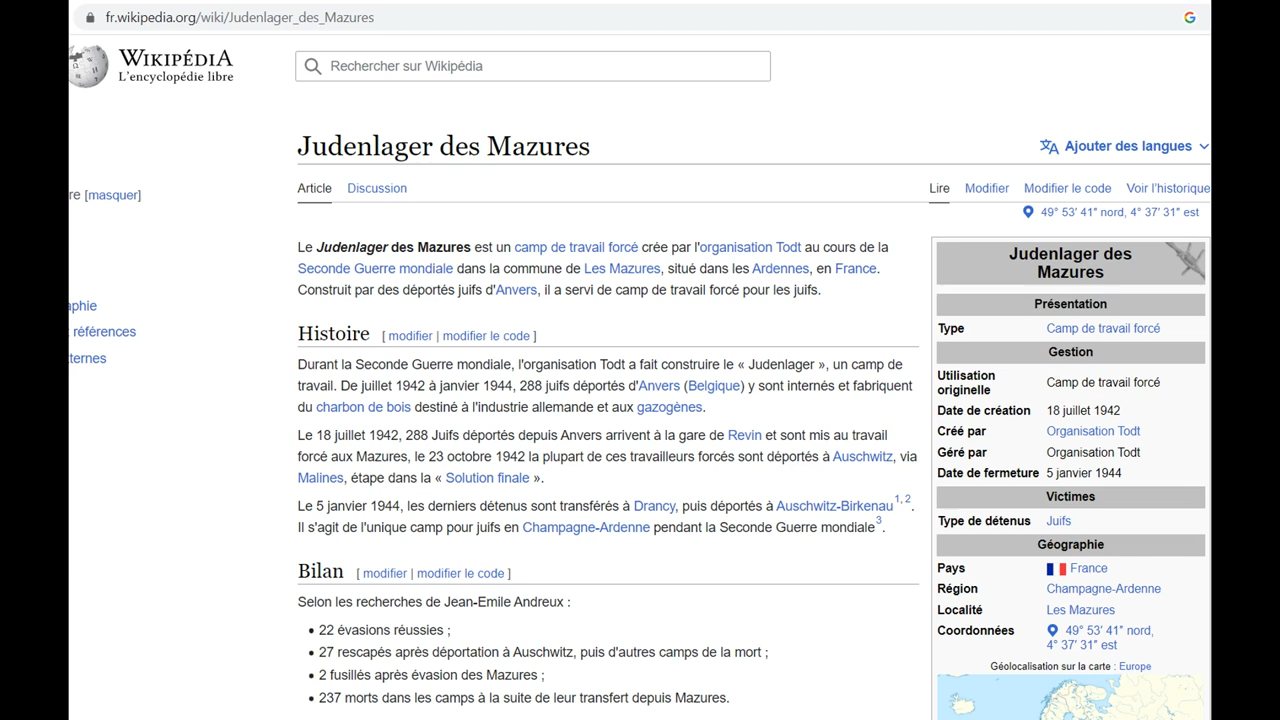 fr.wikipedia.org/wiki/Judenlager_des_Mazures
WIKIPÉDIA
L'encyclopédie libre
Rechercher sur Wikipédia
Judenlager des Mazures
Ajouter des langues
Article Discussion
Lire Modifier Modifier le code Voir l'historique
re [masquer]
49° 53′ 41″ nord, 4° 37′ 31″ est
aphie
références
ternes
Le Judenlager des Mazures est un camp de travail forcé crée par l'organisation Todt au cours de la
Seconde Guerre mondiale dans la commune de Les Mazures, situé dans les Ardennes, en France.
Construit par des déportés juifs d'Anvers, il a servi de camp de travail forcé pour les juifs.
Histoire [ modifier | modifier le code ]
Durant la Seconde Guerre mondiale, l'organisation Todt a fait construire le « Judenlager », un camp de
travail. De juillet 1942 à janvier 1944, 288 juifs déportés d'Anvers (Belgique) y sont internés et fabriquent
du charbon de bois destiné à l'industrie allemande et aux gazogènes.
Le 18 juillet 1942, 288 Juifs déportés depuis Anvers arrivent à la gare de Revin et sont mis au travail
forcé aux Mazures, le 23 octobre 1942 la plupart de ces travailleurs forcés sont déportés à Auschwitz, via
Malines, étape dans la « Solution finale ».
Le 5 janvier 1944, les derniers détenus sont transférés à Drancy, puis déportés à Auschwitz-Birkenau1, 2.
Il s'agit de l'unique camp pour juifs en Champagne-Ardenne pendant la Seconde Guerre mondiale3.
Bilan [ modifier | modifier le code ]
Selon les recherches de Jean-Emile Andreux :
• 22 évasions réussies ;
• 27 rescapés après déportation à Auschwitz, puis d'autres camps de la mort ;
• 2 fusillés après évasion des Mazures ;
• 237 morts dans les camps à la suite de leur transfert depuis Mazures.
Judenlager des
Mazures
Présentation
Type Camp de travail forcé
Gestion
Utilisation
originelle Camp de travail forcé
Date de création 18 juillet 1942
Créé par Organisation Todt
Géré par Organisation Todt
Date de fermeture 5 janvier 1944
Victimes
Type de détenus Juifs
Géographie
Pays France
Région Champagne-Ardenne
Localité Les Mazures
Coordonnées 49° 53′ 41″ nord,
4° 37′ 31″ est
Géolocalisation sur la carte : Europe